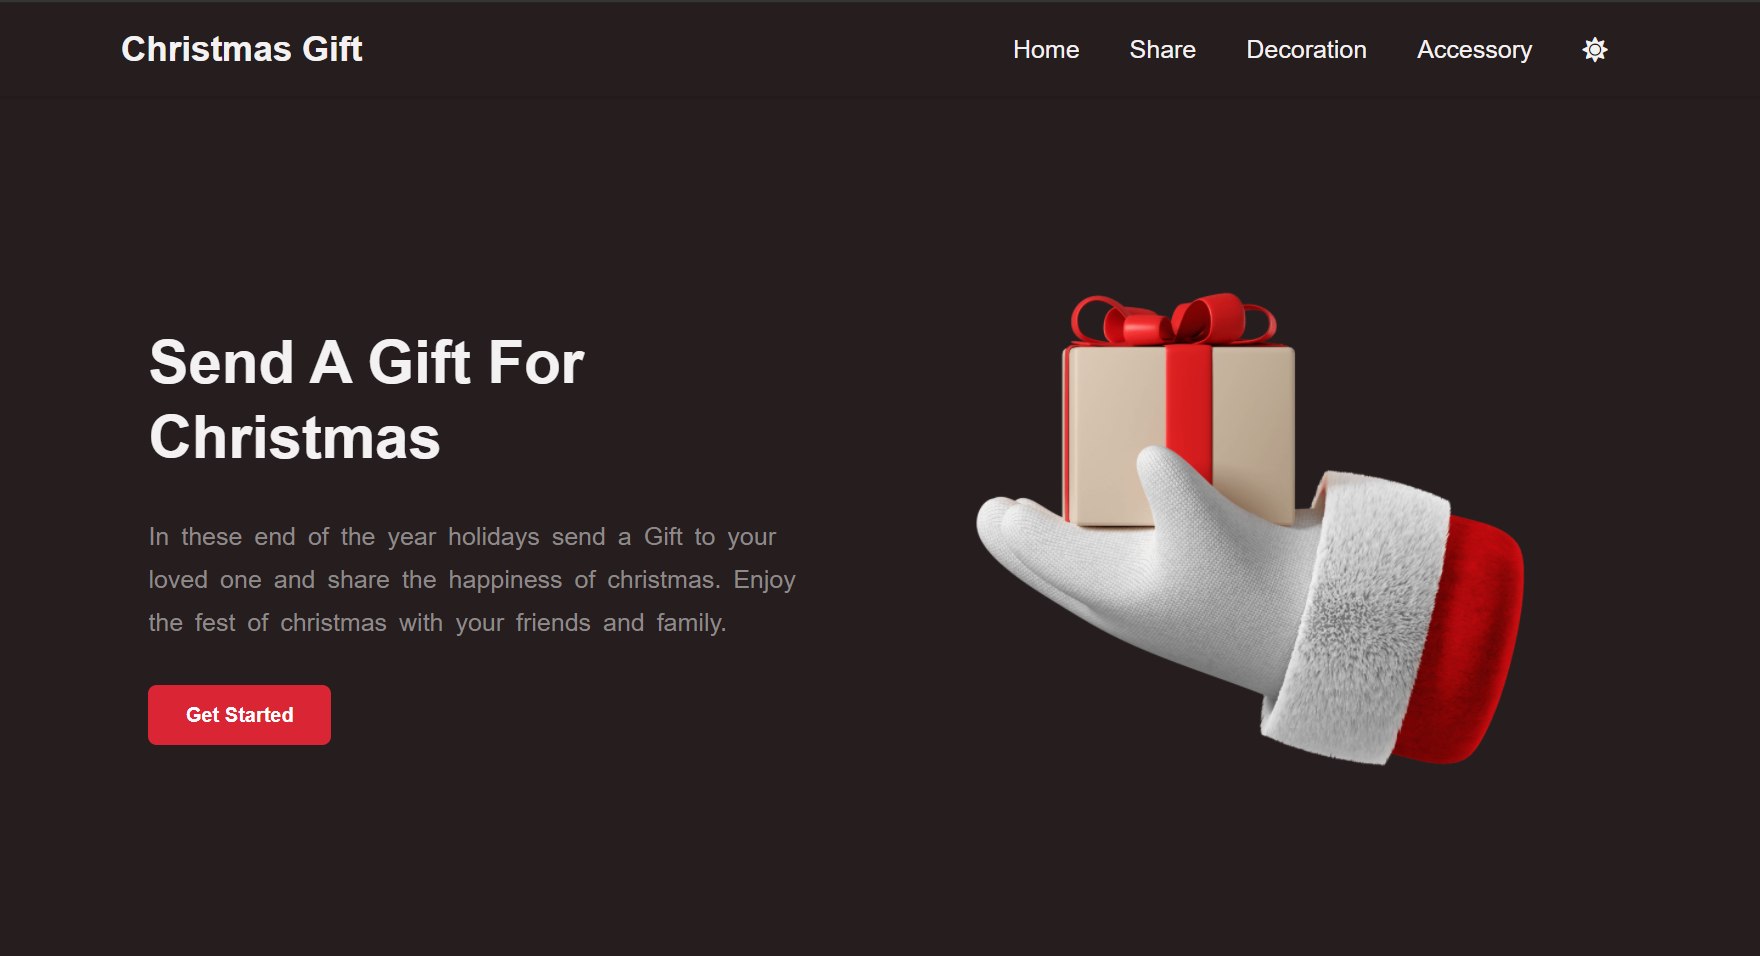 Christmas Gift
Home Share Decoration Accessory
Send A Gift For
Christmas
In these end of the year holidays send a Gift to your
loved one and share the happiness of christmas. Enjoy
the fest of christmas with your friends and family.
Get Started